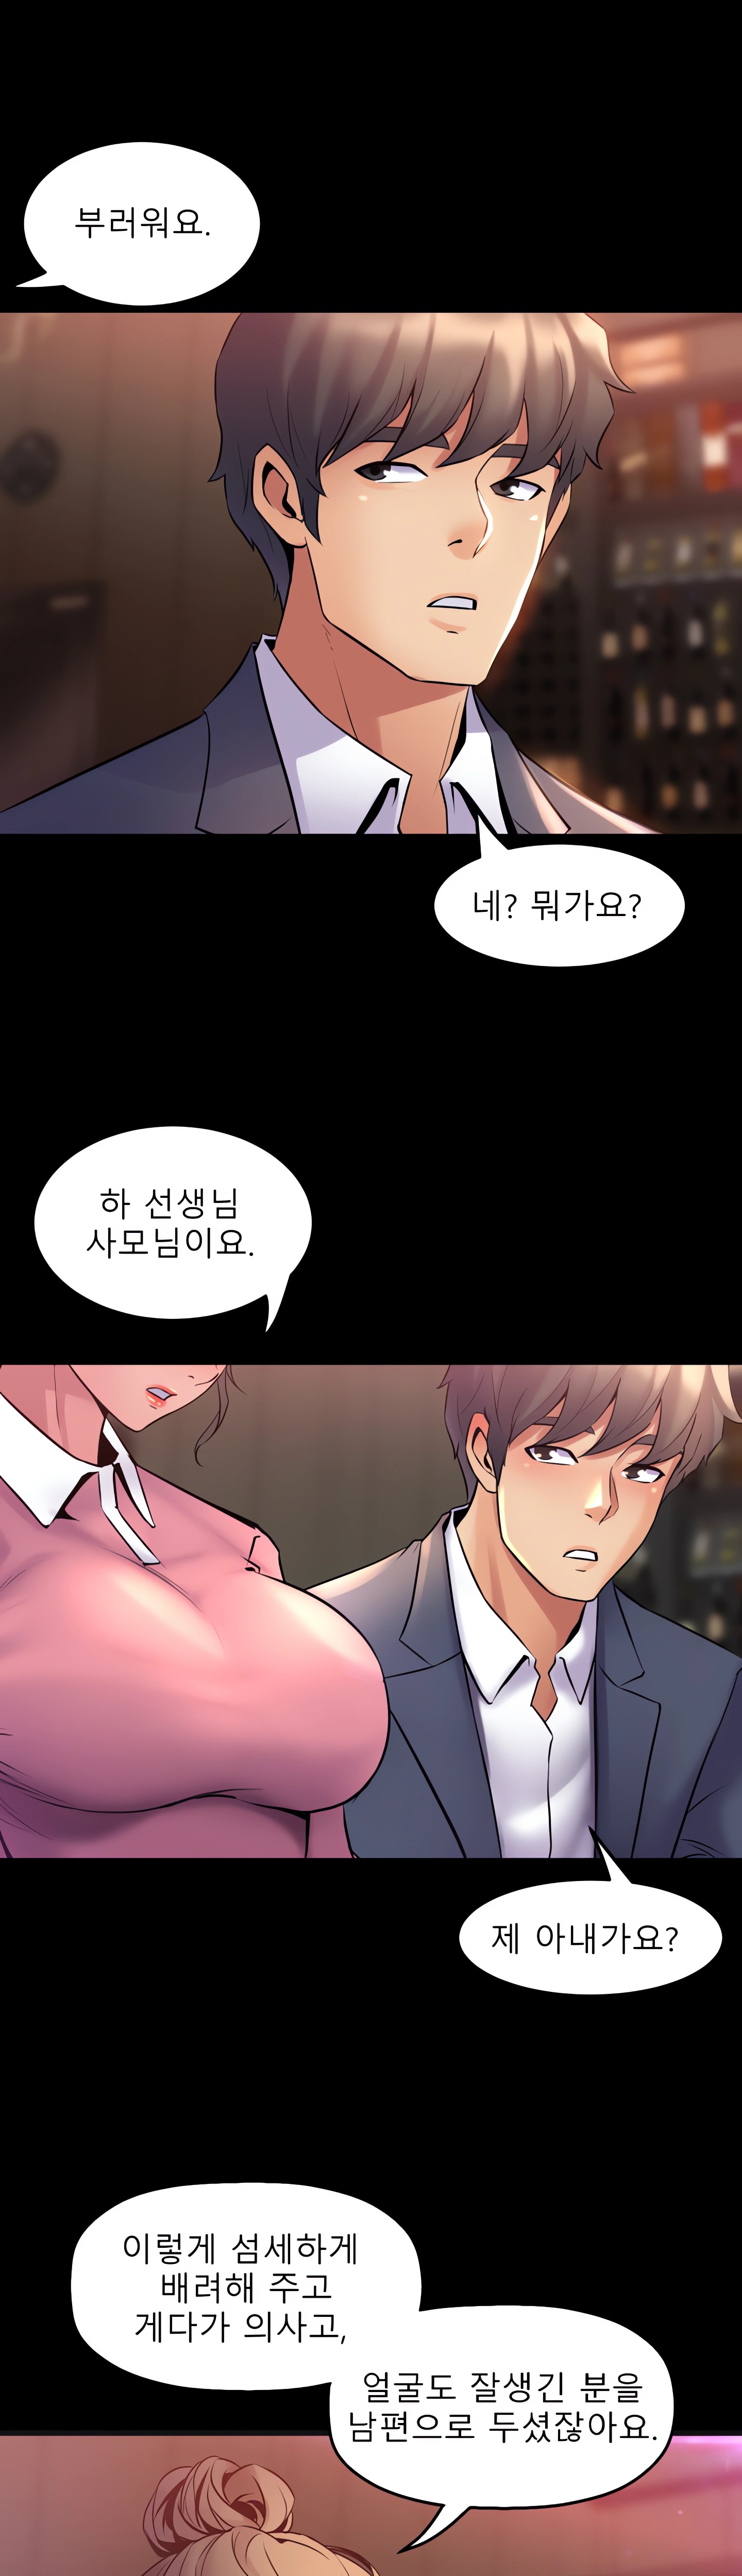 부러워요.
네? 뭐가요?
하 선생님
사모님이요.
제 아내가요?
이렇게 섬세하게
배려해 주고
게다가 의사고,
얼굴도 잘생긴 분을
남편으로 두셨잖아요.